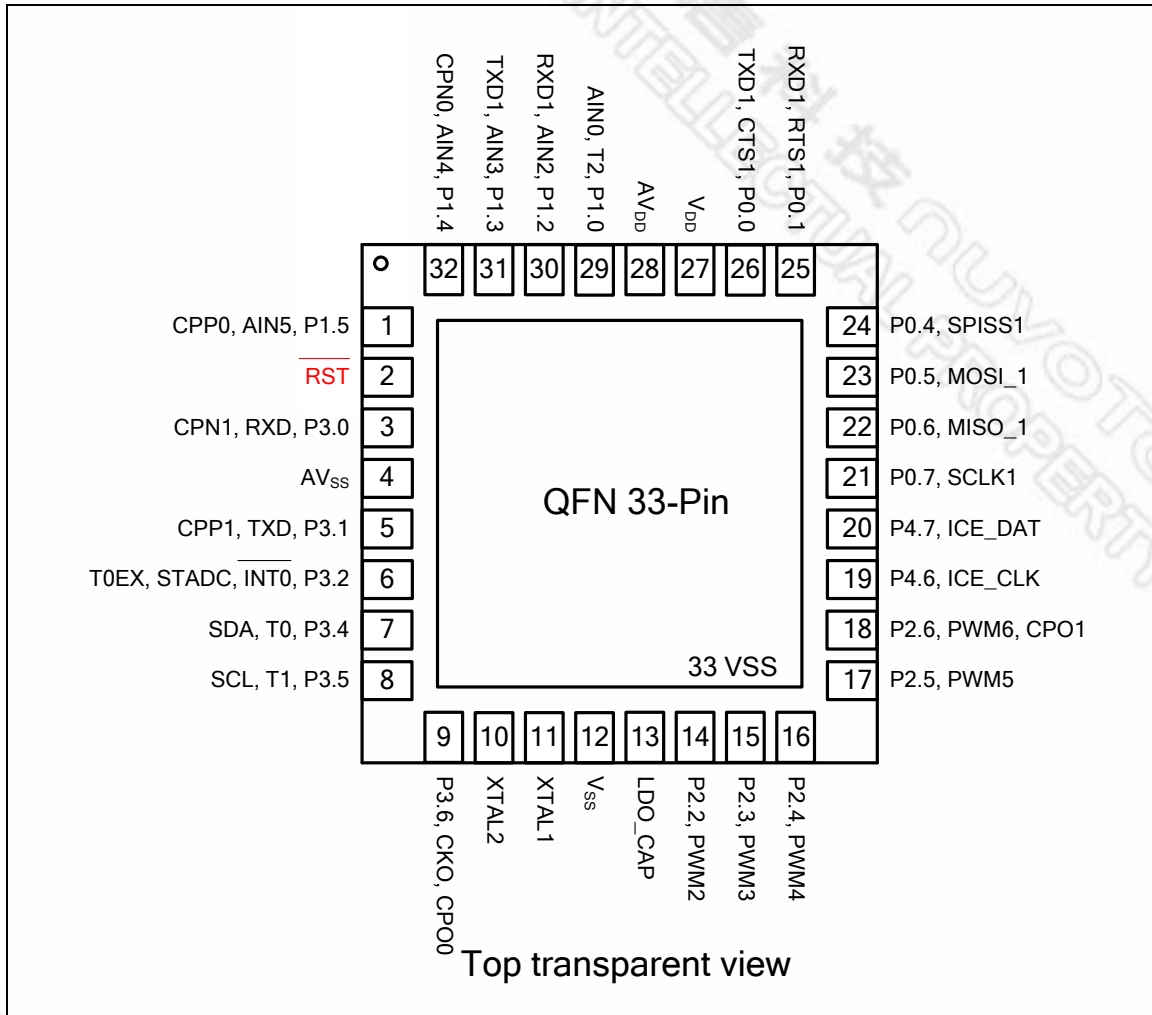 CPN0, AIN4, P1.4
TXD1, AIN3, P1.3
RXD1, AIN2, P1.2
AIN0, T2, P1.0
AVDD
VDD
TXD1, CTS1, P0.0
RXD1, RTS1, P0.1
32 31 30 29 28 27 26 25
CPP0, AIN5, P1.5 1
RST 2
CPN1, RXD, P3.0 3
AVSS 4
CPP1, TXD, P3.1 5
T0EX, STADC, INT0, P3.2 6
SDA, T0, P3.4 7
SCL, T1, P3.5 8
QFN 33-Pin
33 VSS
24 P0.4, SPISS1
23 P0.5, MOSI_1
22 P0.6, MISO_1
21 P0.7, SCLK1
20 P4.7, ICE_DAT
19 P4.6, ICE_CLK
18 P2.6, PWM6, CPO1
17 P2.5, PWM5
9 10 11 12 13 14 15 16
P3.6, CKO, CPO0
XTAL2
XTAL1
VSS
LDO_CAP
P2.2, PWM2
P2.3, PWM3
P2.4, PWM4
Top transparent view
科技 nuvoTo
INTELLECTUAL PROPERTY